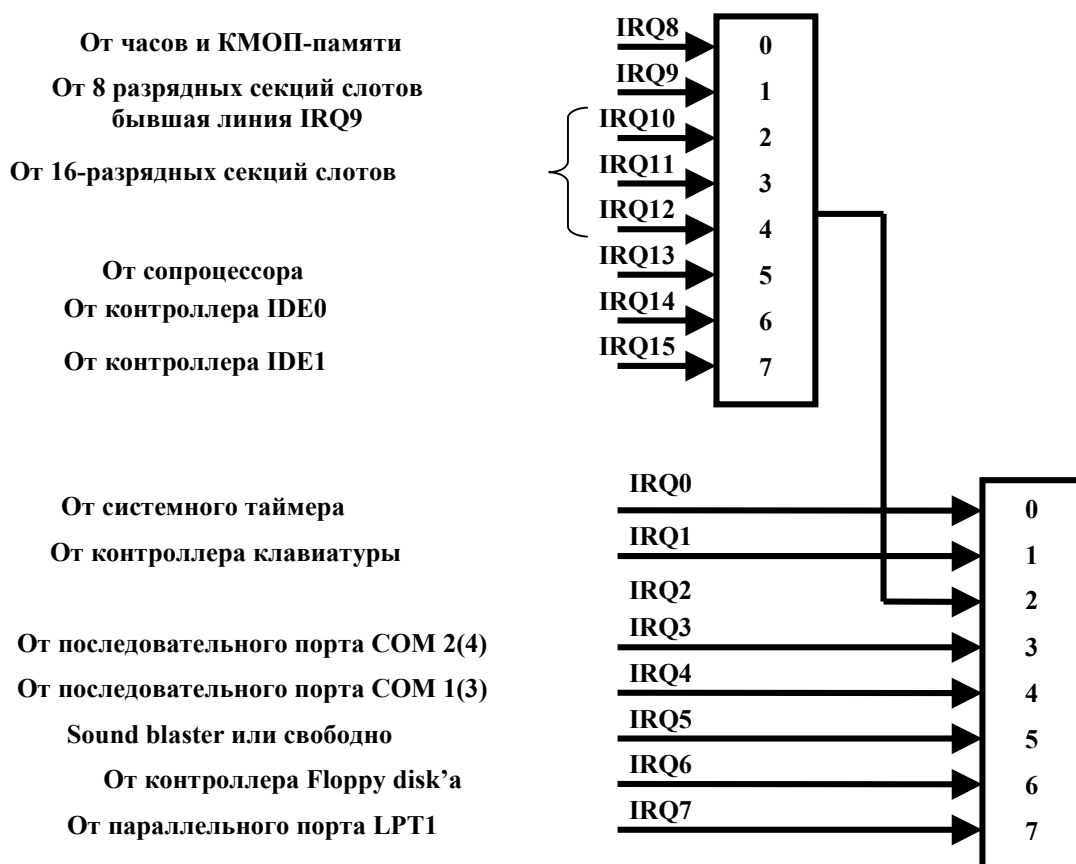 От часов и КМОП-памяти IRQ8 0
От 8 разрядных секций слотов IRQ9 1
бывшая линия IRQ9
IRQ10 2
От 16-разрядных секций слотов IRQ11 3
IRQ12 4
От сопроцессора IRQ13 5
От контроллера IDE0 IRQ14 6
От контроллера IDE1 IRQ15 7
От системного таймера IRQ0 0
От контроллера клавиатуры IRQ1 1
IRQ2 2
От последовательного порта COM 2(4) IRQ3 3
От последовательного порта COM 1(3) IRQ4 4
Sound blaster или свободно IRQ5 5
От контроллера Floppy disk’a IRQ6 6
От параллельного порта LPT1 IRQ7 7